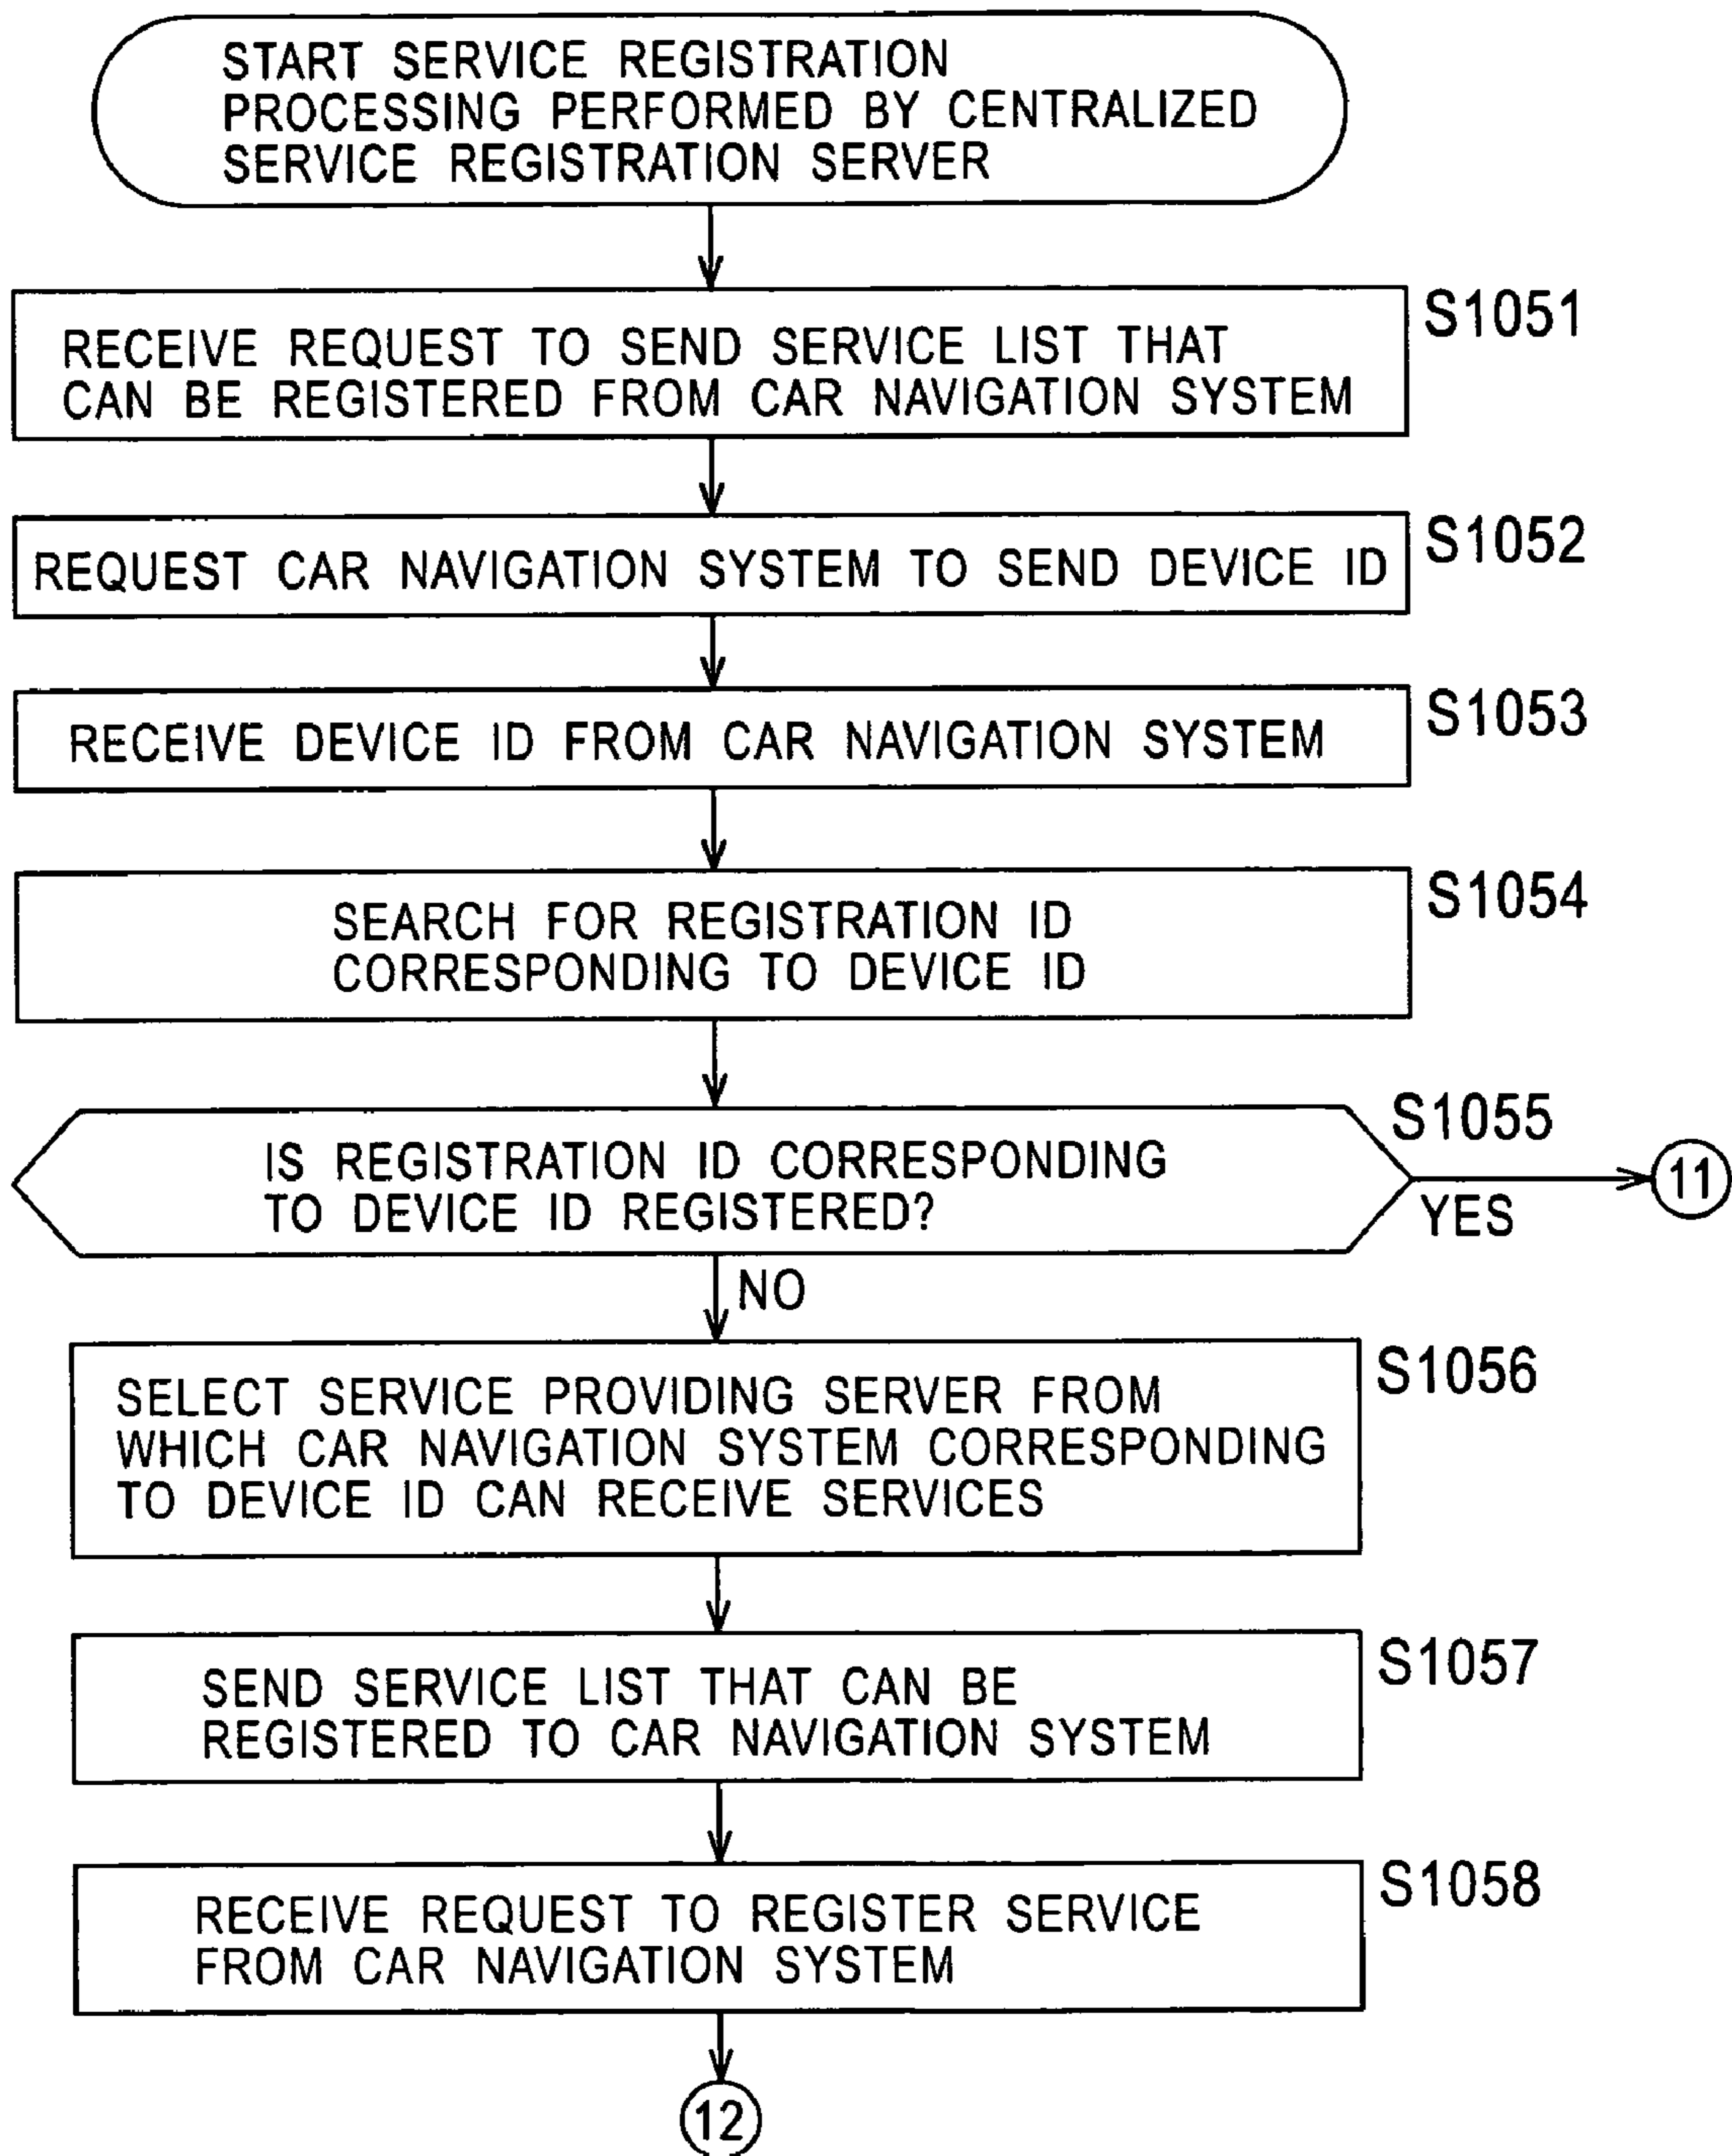 START SERVICE REGISTRATION
PROCESSING PERFORMED BY CENTRALIZED
SERVICE REGISTRATION SERVER
S1051
RECEIVE REQUEST TO SEND SERVICE LIST THAT
CAN BE REGISTERED FROM CAR NAVIGATION SYSTEM
S1052
REQUEST CAR NAVIGATION SYSTEM TO SEND DEVICE ID
S1053
RECEIVE DEVICE ID FROM CAR NAVIGATION SYSTEM
S1054
SEARCH FOR REGISTRATION ID
CORRESPONDING TO DEVICE ID
S1055
IS REGISTRATION ID CORRESPONDING
TO DEVICE ID REGISTERED?
YES
11
NO
S1056
SELECT SERVICE PROVIDING SERVER FROM
WHICH CAR NAVIGATION SYSTEM CORRESPONDING
TO DEVICE ID CAN RECEIVE SERVICES
S1057
SEND SERVICE LIST THAT CAN BE
REGISTERED TO CAR NAVIGATION SYSTEM
S1058
RECEIVE REQUEST TO REGISTER SERVICE
FROM CAR NAVIGATION SYSTEM
12